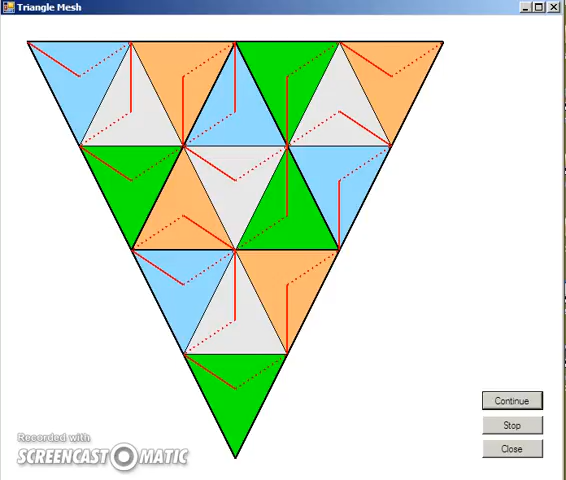 Triangle Mesh
Continue
Stop
Close
Recorded with
SCREENCAST MATIC